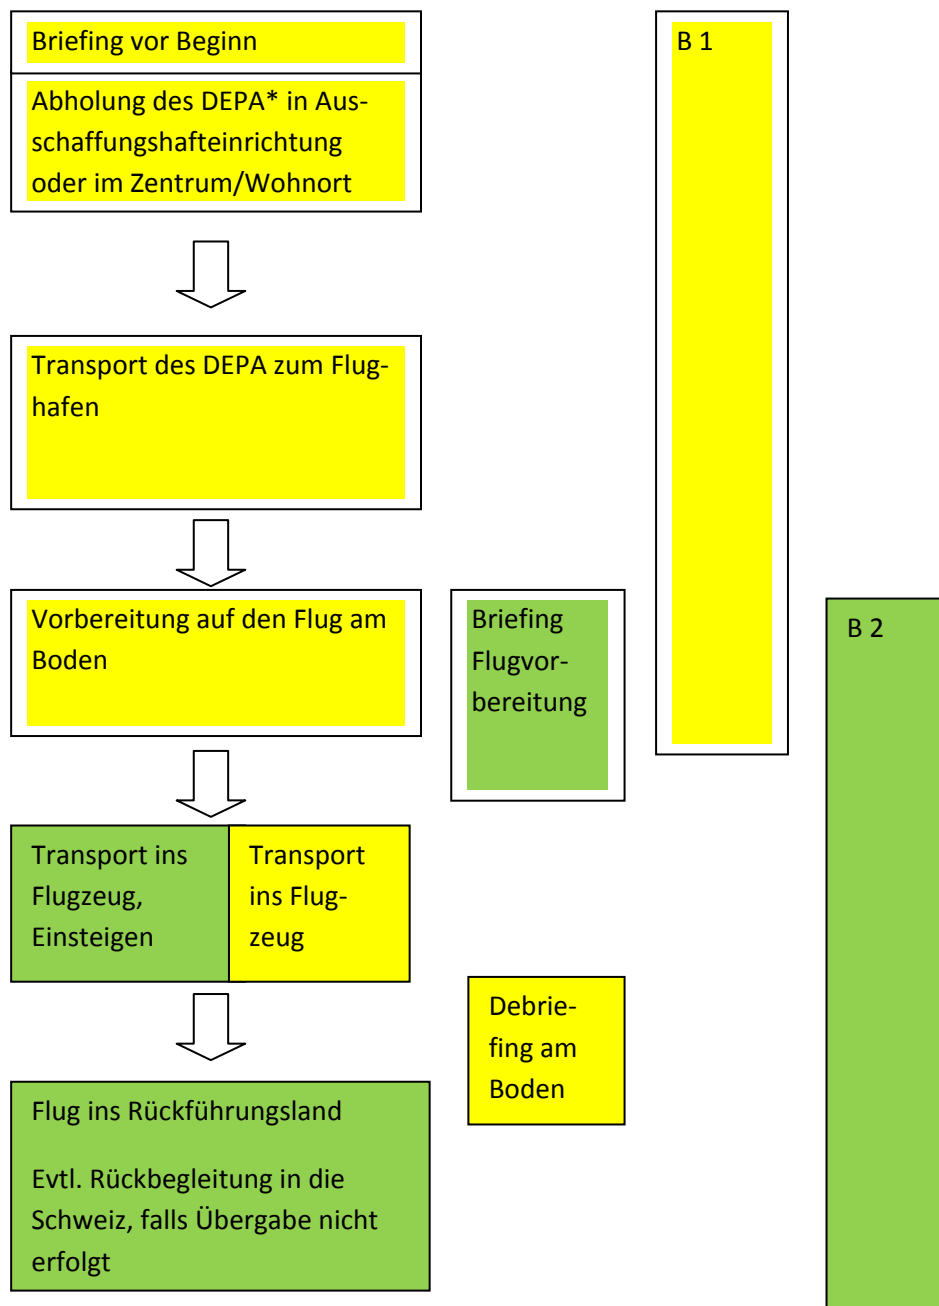 Briefing vor Beginn
B 1
Abholung des DEPA* in Aus-
schaffungshafteinrichtung
oder im Zentrum/Wohnort
Transport des DEPA zum Flug-
hafen
Vorbereitung auf den Flug am
Boden
Briefing
Flugvor-
bereitung
B 2
Transport ins
Flugzeug,
Einsteigen
Transport
ins Flug-
zeug
Debrie-
fing am
Boden
Flug ins Rückführungsland
Evtl. Rückbegleitung in die
Schweiz, falls Übergabe nicht
erfolgt